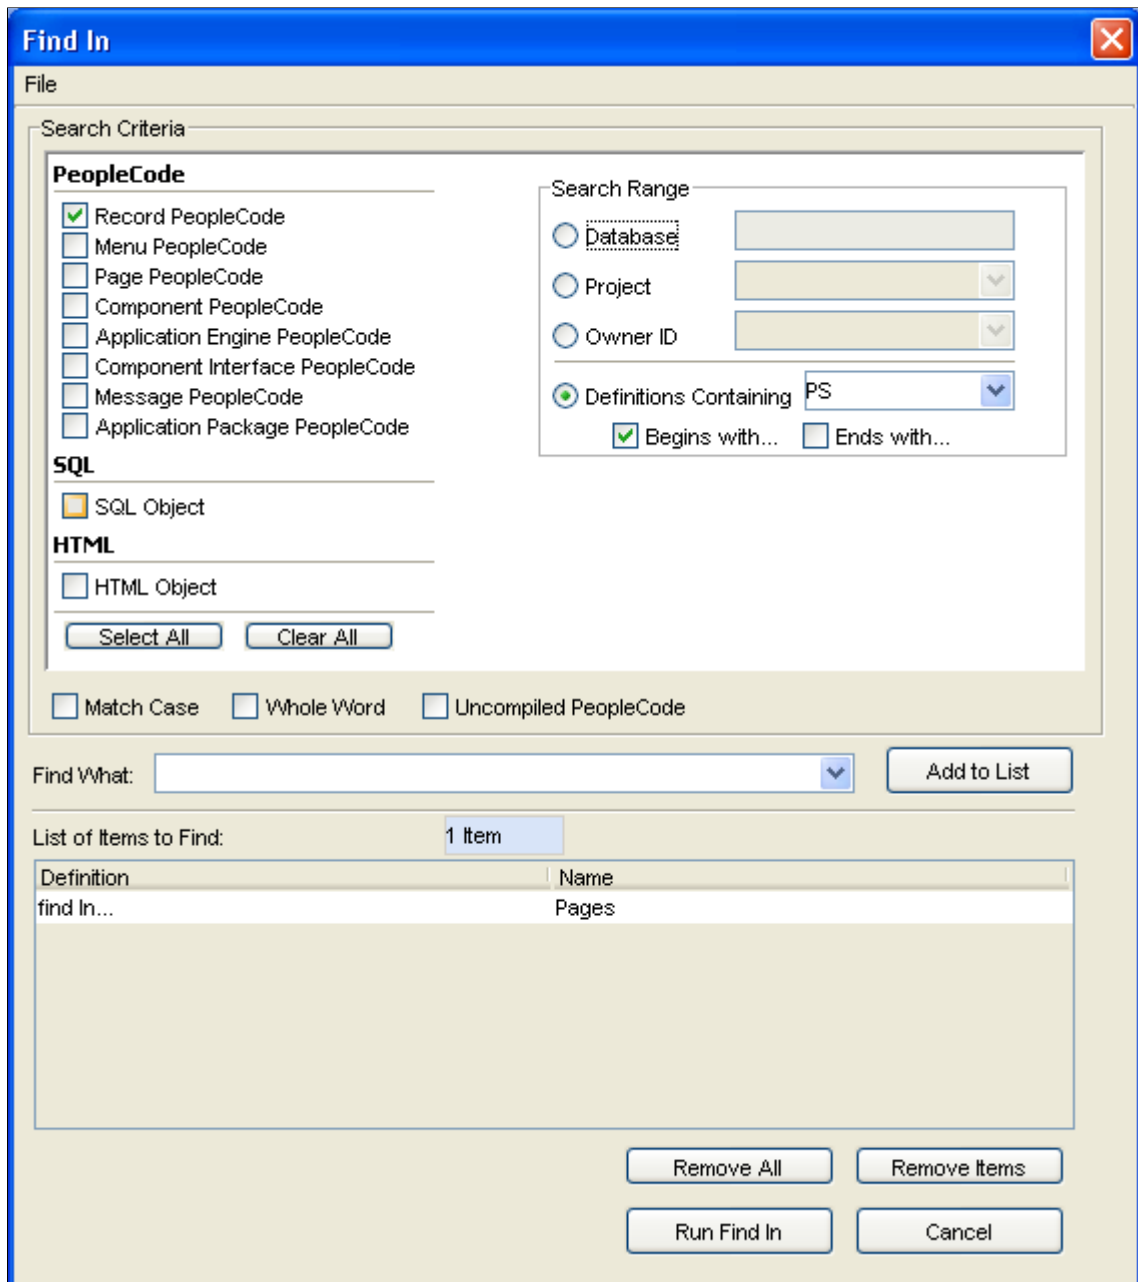 Find In
File
Search Criteria
PeopleCode
Record PeopleCode
Menu PeopleCode
Page PeopleCode
Component PeopleCode
Application Engine PeopleCode
Component Interface PeopleCode
Message PeopleCode
Application Package PeopleCode
SQL
SQL Object
HTML
HTML Object
Select All Clear All
Search Range
Database
Project
Owner ID
Definitions Containing PS
Begins with... Ends with...
Match Case Whole Word Uncompiled PeopleCode
Find What: Add to List
List of Items to Find: 1 Item
Definition Name
find In... Pages
Remove All Remove Items
Run Find In Cancel